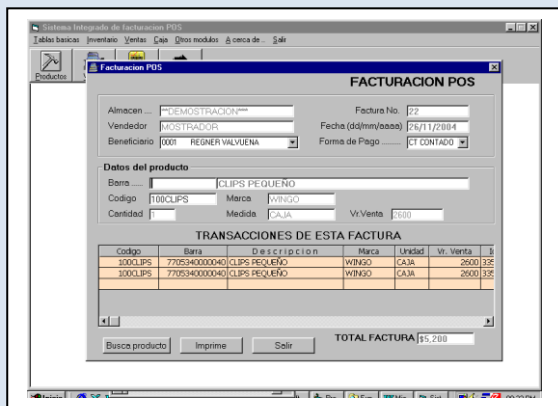 Sistema Integrado de facturacion POS
Tablas basicas Inventario Ventas Caja Otros modulos A cerca de... Salir
Productos
Facturacion POS
FACTURACION POS
Almacen ... **DEMOSTRACION*** Factura No. 22
Vendedor MOSTRADOR Fecha (dd/mm/aaaa) 26/11/2004
Beneficiario 0001 REGNER VALVUENA Forma de Pago ......... CT CONTADO
Datos del producto
Barra ..... CLIPS PEQUEÑO
Codigo 100CLIPS Marca WINGO
Cantidad 1 Medida CAJA Vr.Venta 2600
TRANSACCIONES DE ESTA FACTURA
Codigo Barra Descripcion Marca Unidad Vr. Venta
100CLIPS 7705340000040 CLIPS PEQUEÑO WINGO CAJA 2600 335
100CLIPS 7705340000040 CLIPS PEQUEÑO WINGO CAJA 2600 335
TOTAL FACTURA $5,200
Busca producto Imprime Salir